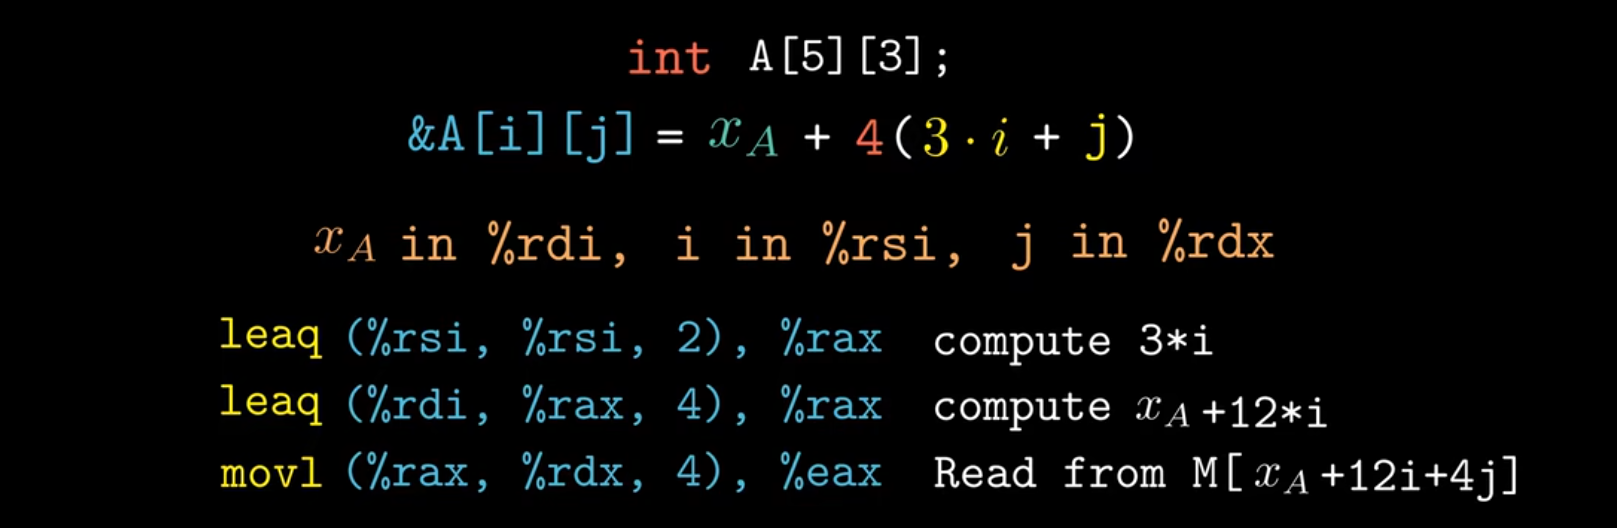 int A[5][3];
&A[i][j] = x_A + 4(3 · i + j)
x_A in %rdi, i in %rsi, j in %rdx
leaq (%rsi, %rsi, 2), %rax compute 3*i
leaq (%rdi, %rax, 4), %rax compute x_A+12*i
movl (%rax, %rdx, 4), %eax Read from M[x_A+12i+4j]